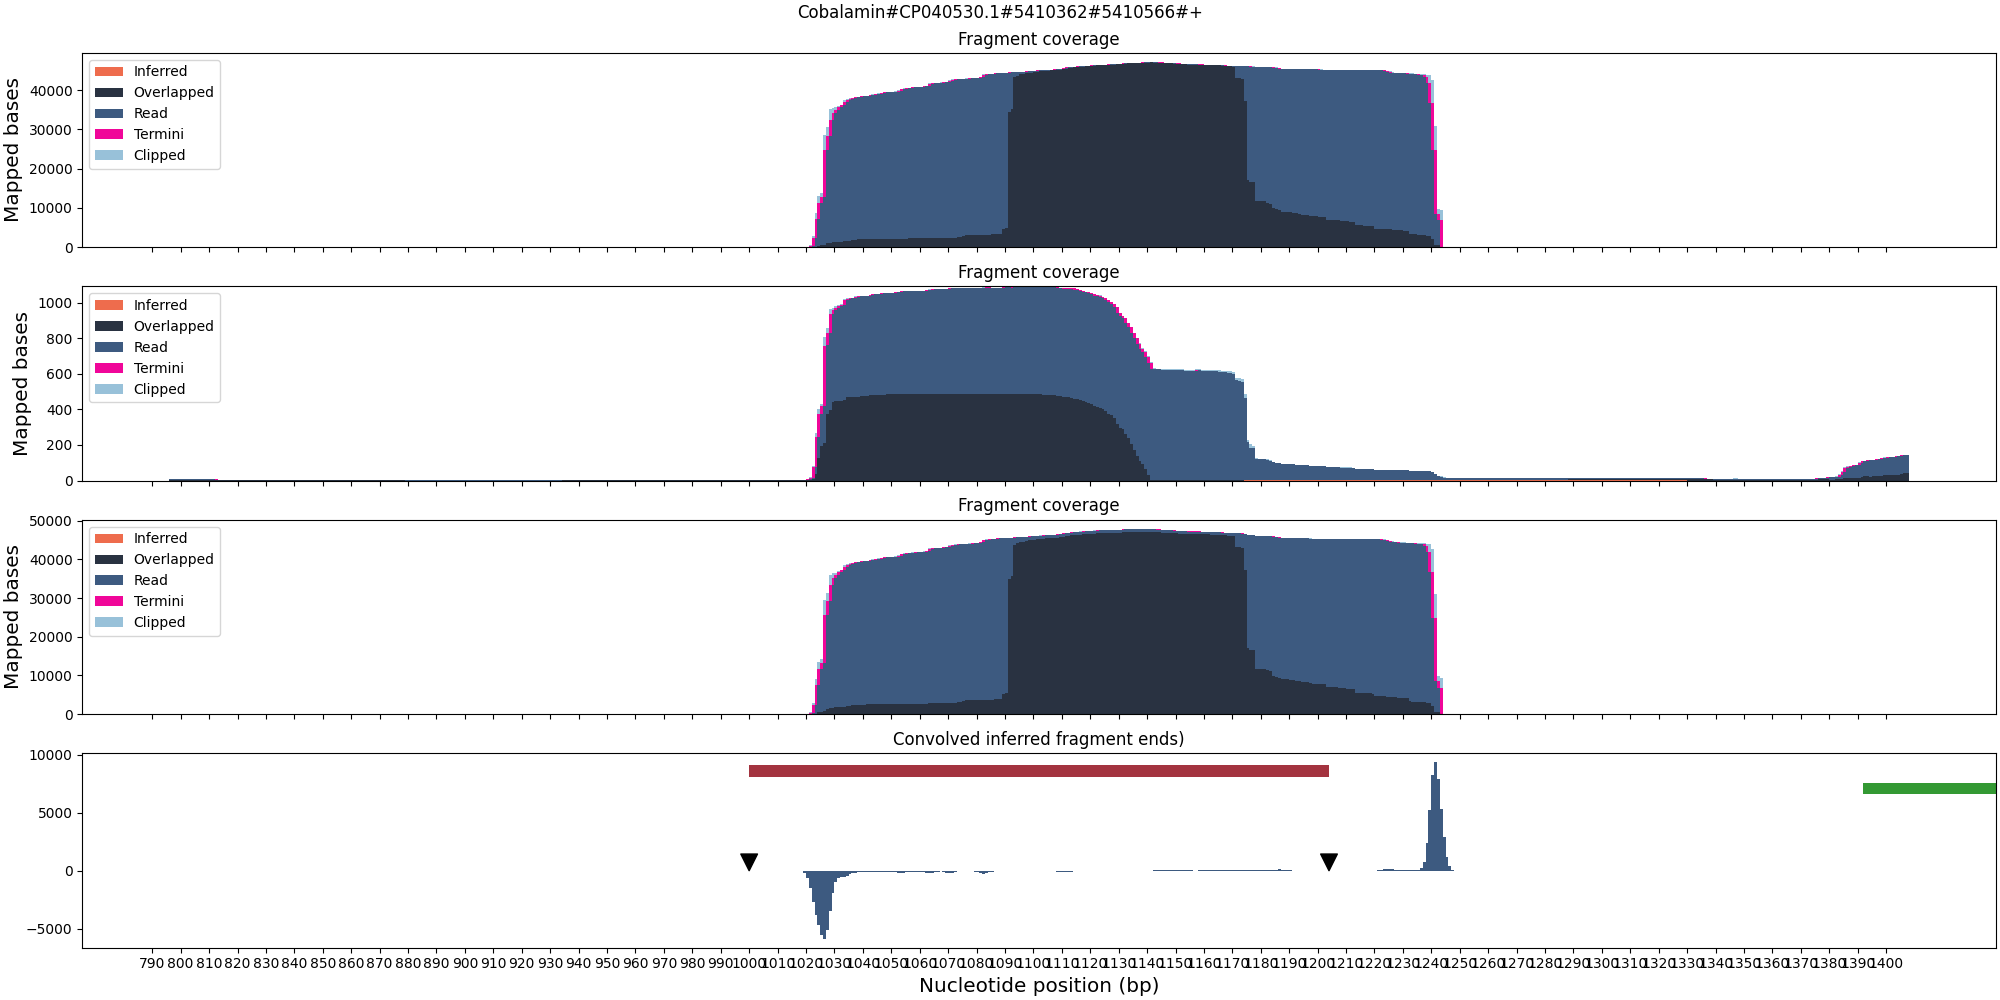 Cobalamin#CP040530.1#5410362#5410566#+
Fragment coverage
Mapped bases
40000
30000
20000
10000
0
Inferred
Overlapped
Read
Termini
Clipped
Fragment coverage
Mapped bases
1000
800
600
400
200
0
Inferred
Overlapped
Read
Termini
Clipped
Fragment coverage
Mapped bases
50000
40000
30000
20000
10000
0
Inferred
Overlapped
Read
Termini
Clipped
Convolved inferred fragment ends)
10000
5000
0
−5000
790 800 810 820 830 840 850 860 870 880 890 900 910 920 930 940 950 960 970 980 990 1000 1010 1020 1030 1040 1050 1060 1070 1080 1090 1100 1110 1120 1130 1140 1150 1160 1170 1180 1190 1200 1210 1220 1230 1240 1250 1260 1270 1280 1290 1300 1310 1320 1330 1340 1350 1360 1370 1380 1390 1400
Nucleotide position (bp)